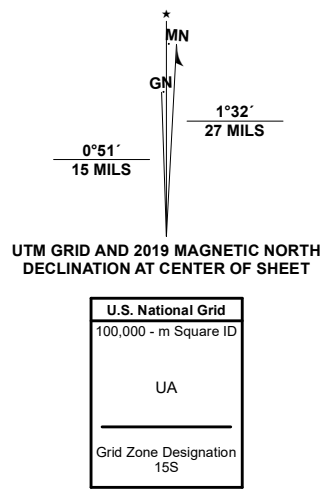 MN
GN
1°32´
27 MILS
0°51´
15 MILS
UTM GRID AND 2019 MAGNETIC NORTH
DECLINATION AT CENTER OF SHEET
U.S. National Grid
100,000 - m Square ID
UA
Grid Zone Designation
15S